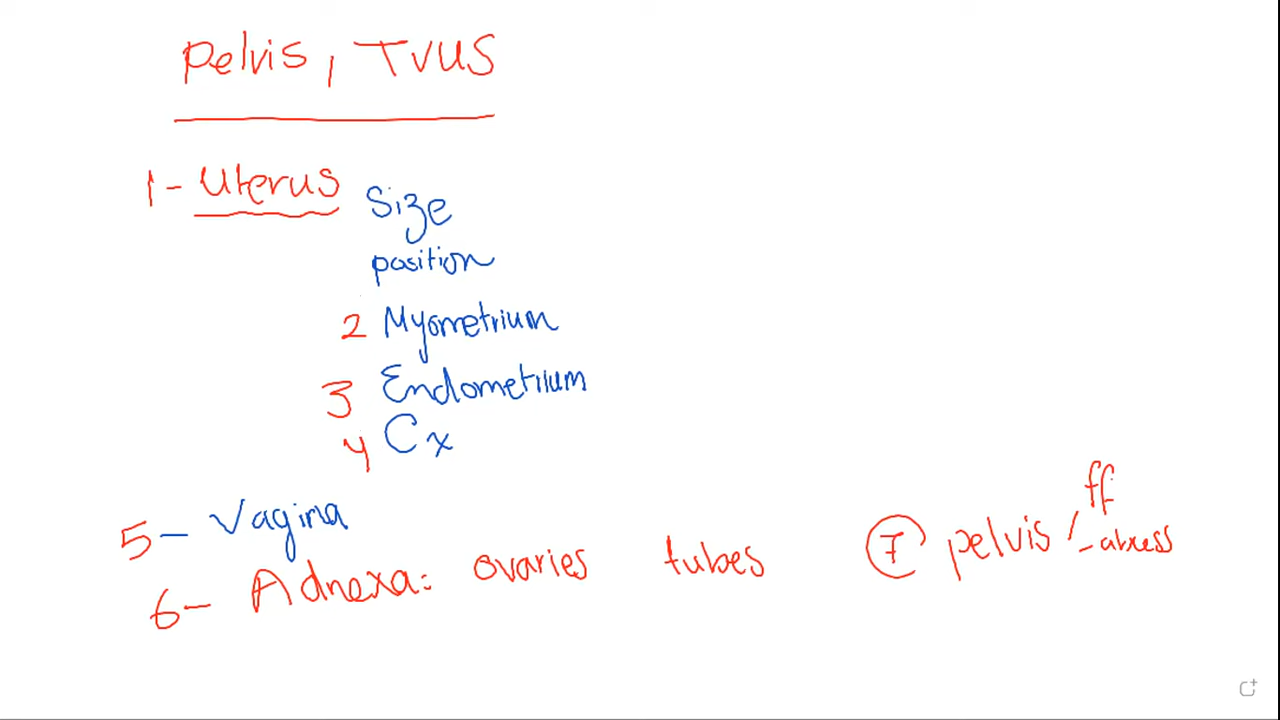 Pelvis, TVUS
1- Uterus
Size
position
2 Myometrium
3 Endometrium
4 Cx
5- Vagina
6- Adnexa: ovaries tubes
7 pelvis
ff